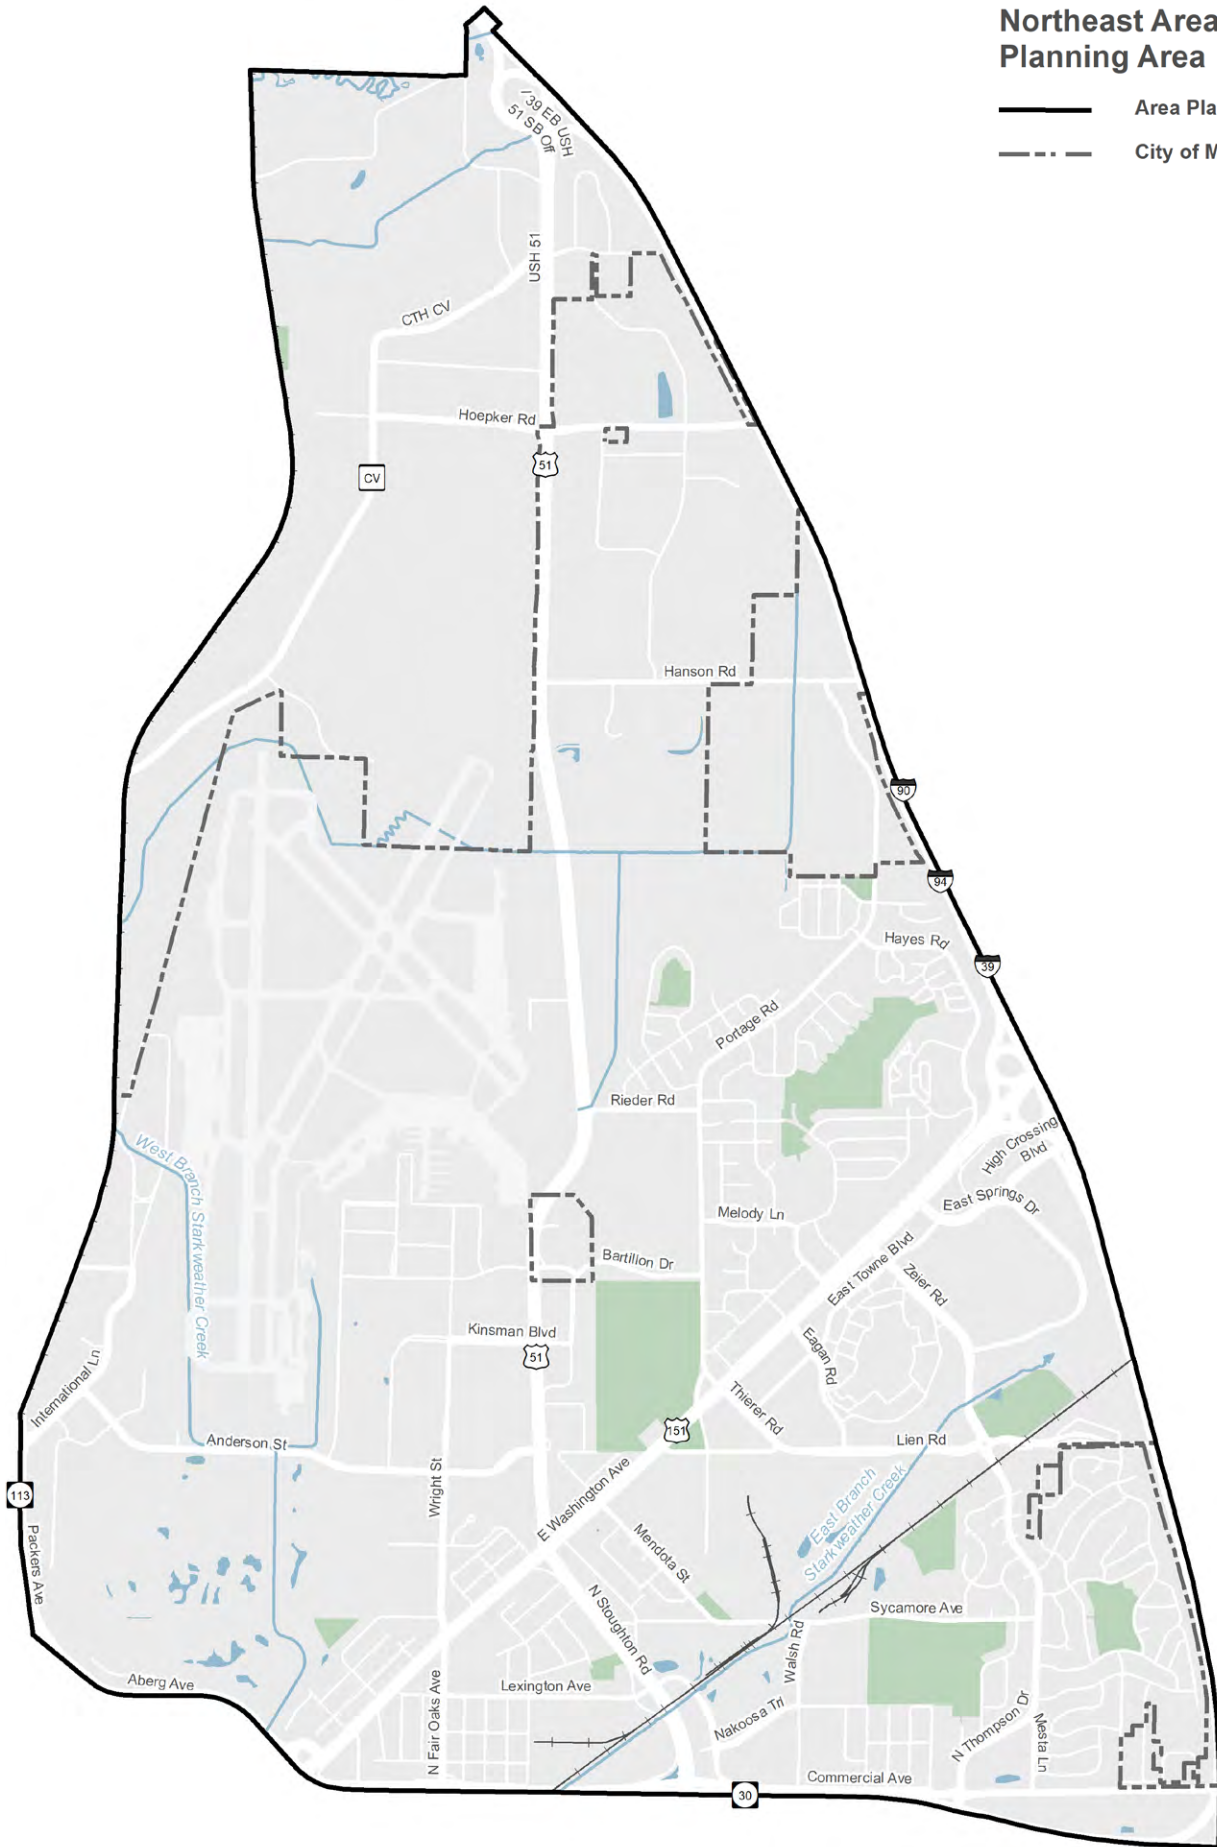 Northeast Area
Planning Area
Area Pla
City of M
/ 39 EB USH
51 SB Off
USH 51
CTH CV
Hoepker Rd
51
CV
Hanson Rd
90
94
Hayes Rd
39
Portage Rd
Rieder Rd
High Crossing
Blvd
West Branch Starkweather Creek
East Springs Dr
Melody Ln
Bartillon Dr
East Towne Blvd
Zeier Rd
Kinsman Blvd
51
Eagan Rd
International Ln
Thierer Rd
151
Anderson St
Lien Rd
Wright St
E Washington Ave
East Branch
Starkweather Creek
113
Packers Ave
Mendota St
N Stoughton Rd
Sycamore Ave
Walsh Rd
Aberg Ave
N Fair Oaks Ave
Lexington Ave
Nakoosa Trl
N Thompson Dr
Mesta Ln
Commercial Ave
30